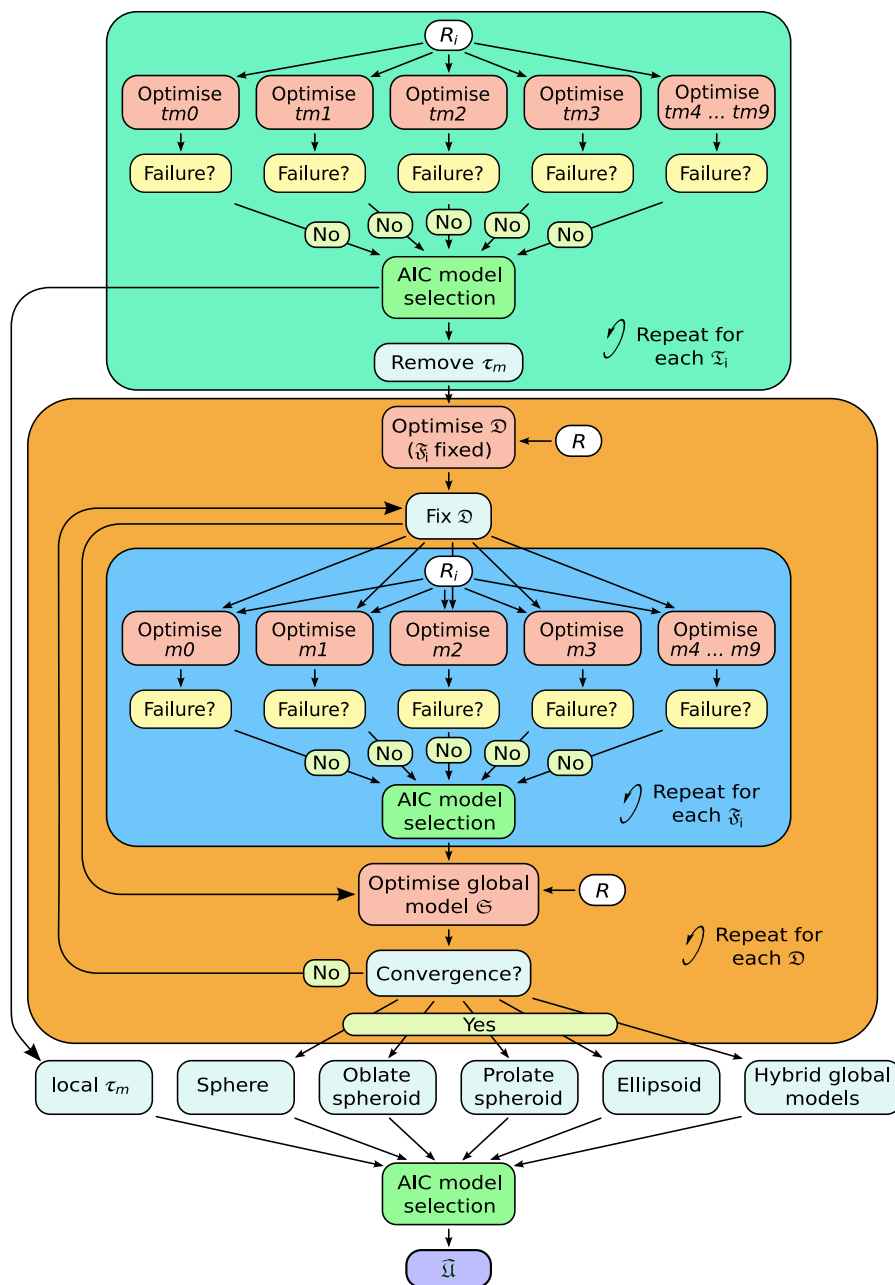 R_i
Optimise tm0
Optimise tm1
Optimise tm2
Optimise tm3
Optimise tm4 ... tm9
Failure?
Failure?
Failure?
Failure?
Failure?
No
No
No
No
No
AIC model
selection
Repeat for
each 𝔗_i
Remove τ_m
Optimise 𝔇
(𝔉_i fixed)
R
Fix 𝔇
R_i
Optimise m0
Optimise m1
Optimise m2
Optimise m3
Optimise m4 ... m9
Failure?
Failure?
Failure?
Failure?
Failure?
No
No
No
No
No
AIC model
selection
Repeat for
each 𝔉_i
Optimise global
model 𝔖
R
Repeat for
each 𝔇
No
Convergence?
Yes
local τ_m
Sphere
Oblate
spheroid
Prolate
spheroid
Ellipsoid
Hybrid global
models
AIC model
selection
𝔘̂